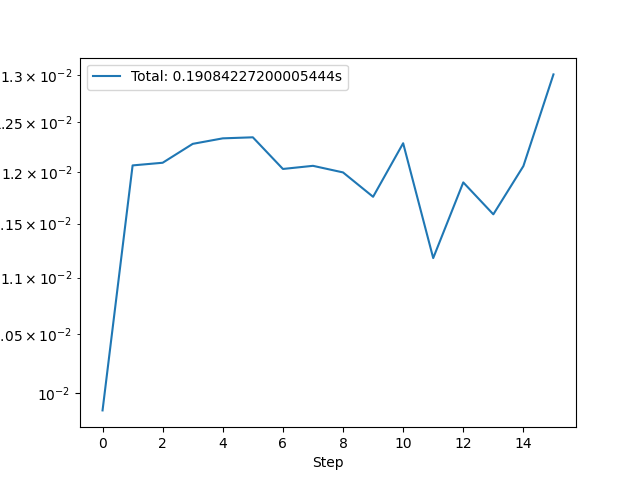 Total: 0.19084227200005444s
1.3 × 10⁻²
.25 × 10⁻²
1.2 × 10⁻²
.15 × 10⁻²
1.1 × 10⁻²
.05 × 10⁻²
10⁻²
0 2 4 6 8 10 12 14
Step